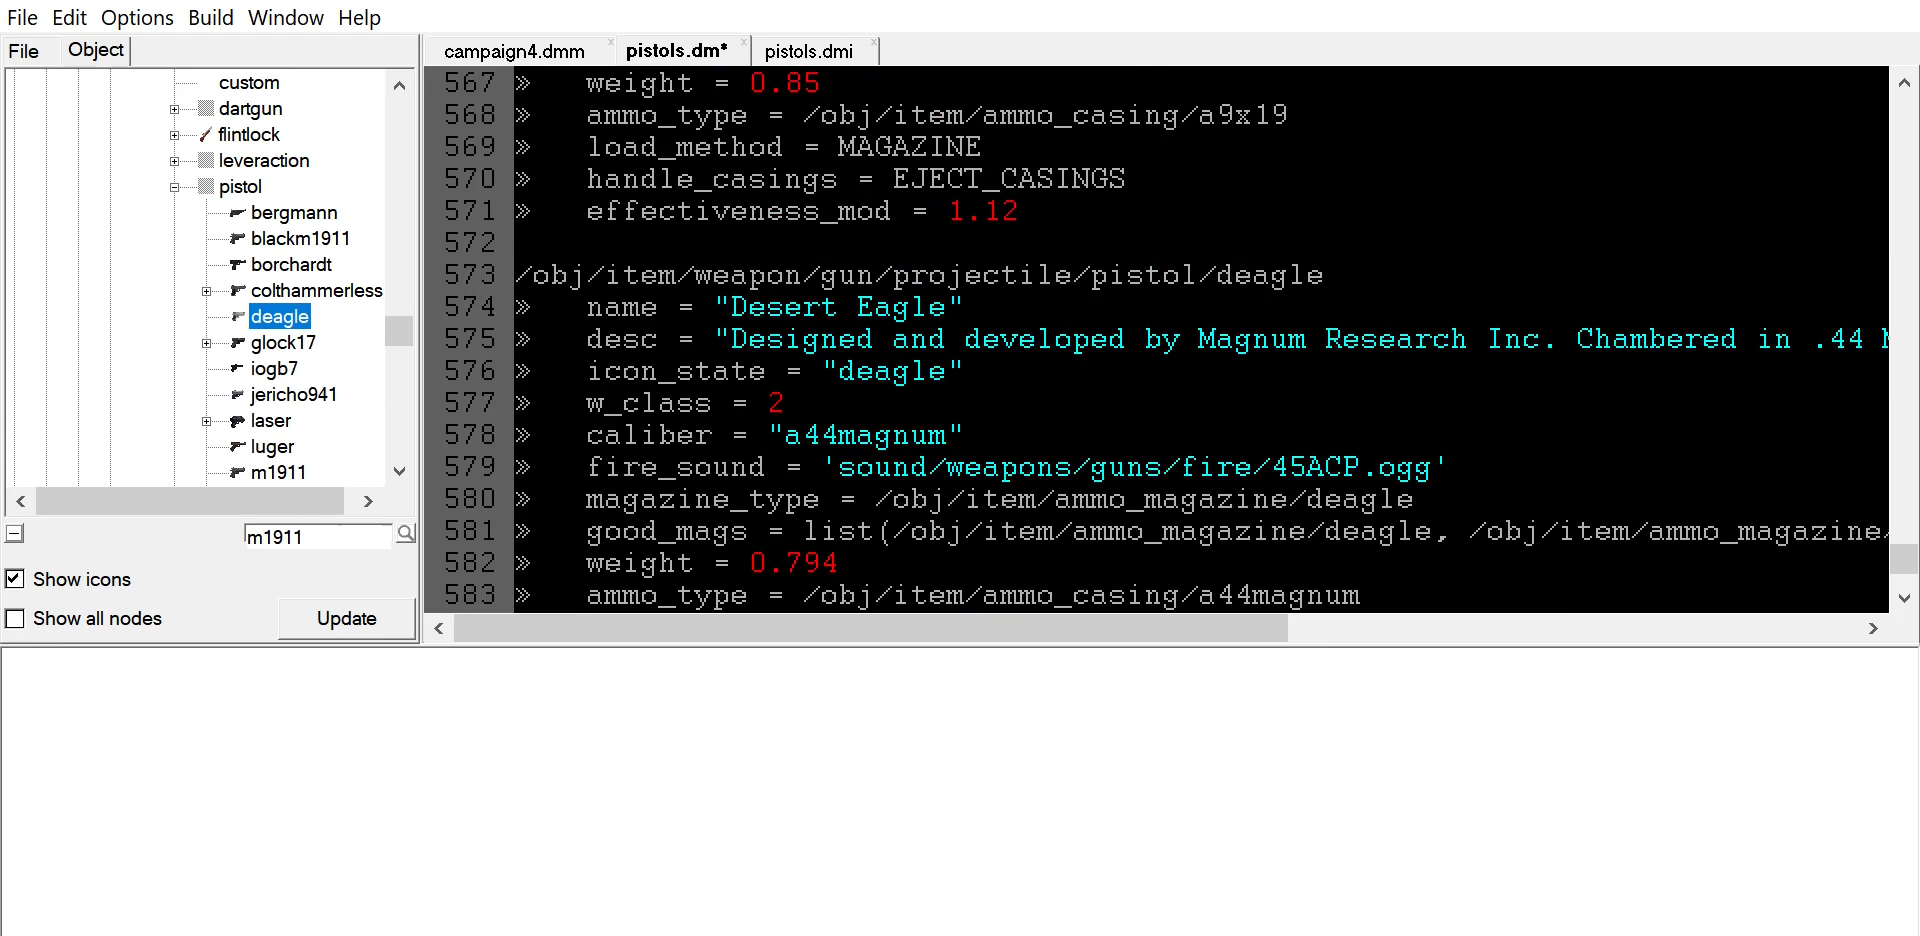 File Edit Options Build Window Help
File Object
campaign4.dmm pistols.dm* pistols.dmi
custom
dartgun
flintlock
leveraction
pistol
bergmann
blackm1911
borchardt
colthammerless
deagle
glock17
iogb7
jericho941
laser
luger
m1911
m1911
Show icons
Show all nodes
Update
567 » weight = 0.85
568 » ammo_type = /obj/item/ammo_casing/a9x19
569 » load_method = MAGAZINE
570 » handle_casings = EJECT_CASINGS
571 » effectiveness_mod = 1.12
572
573 /obj/item/weapon/gun/projectile/pistol/deagle
574 » name = "Desert Eagle"
575 » desc = "Designed and developed by Magnum Research Inc. Chambered in .44
576 » icon_state = "deagle"
577 » w_class = 2
578 » caliber = "a44magnum"
579 » fire_sound = 'sound/weapons/guns/fire/45ACP.ogg'
580 » magazine_type = /obj/item/ammo_magazine/deagle
581 » good_mags = list(/obj/item/ammo_magazine/deagle, /obj/item/ammo_magazine/
582 » weight = 0.794
583 » ammo_type = /obj/item/ammo_casing/a44magnum